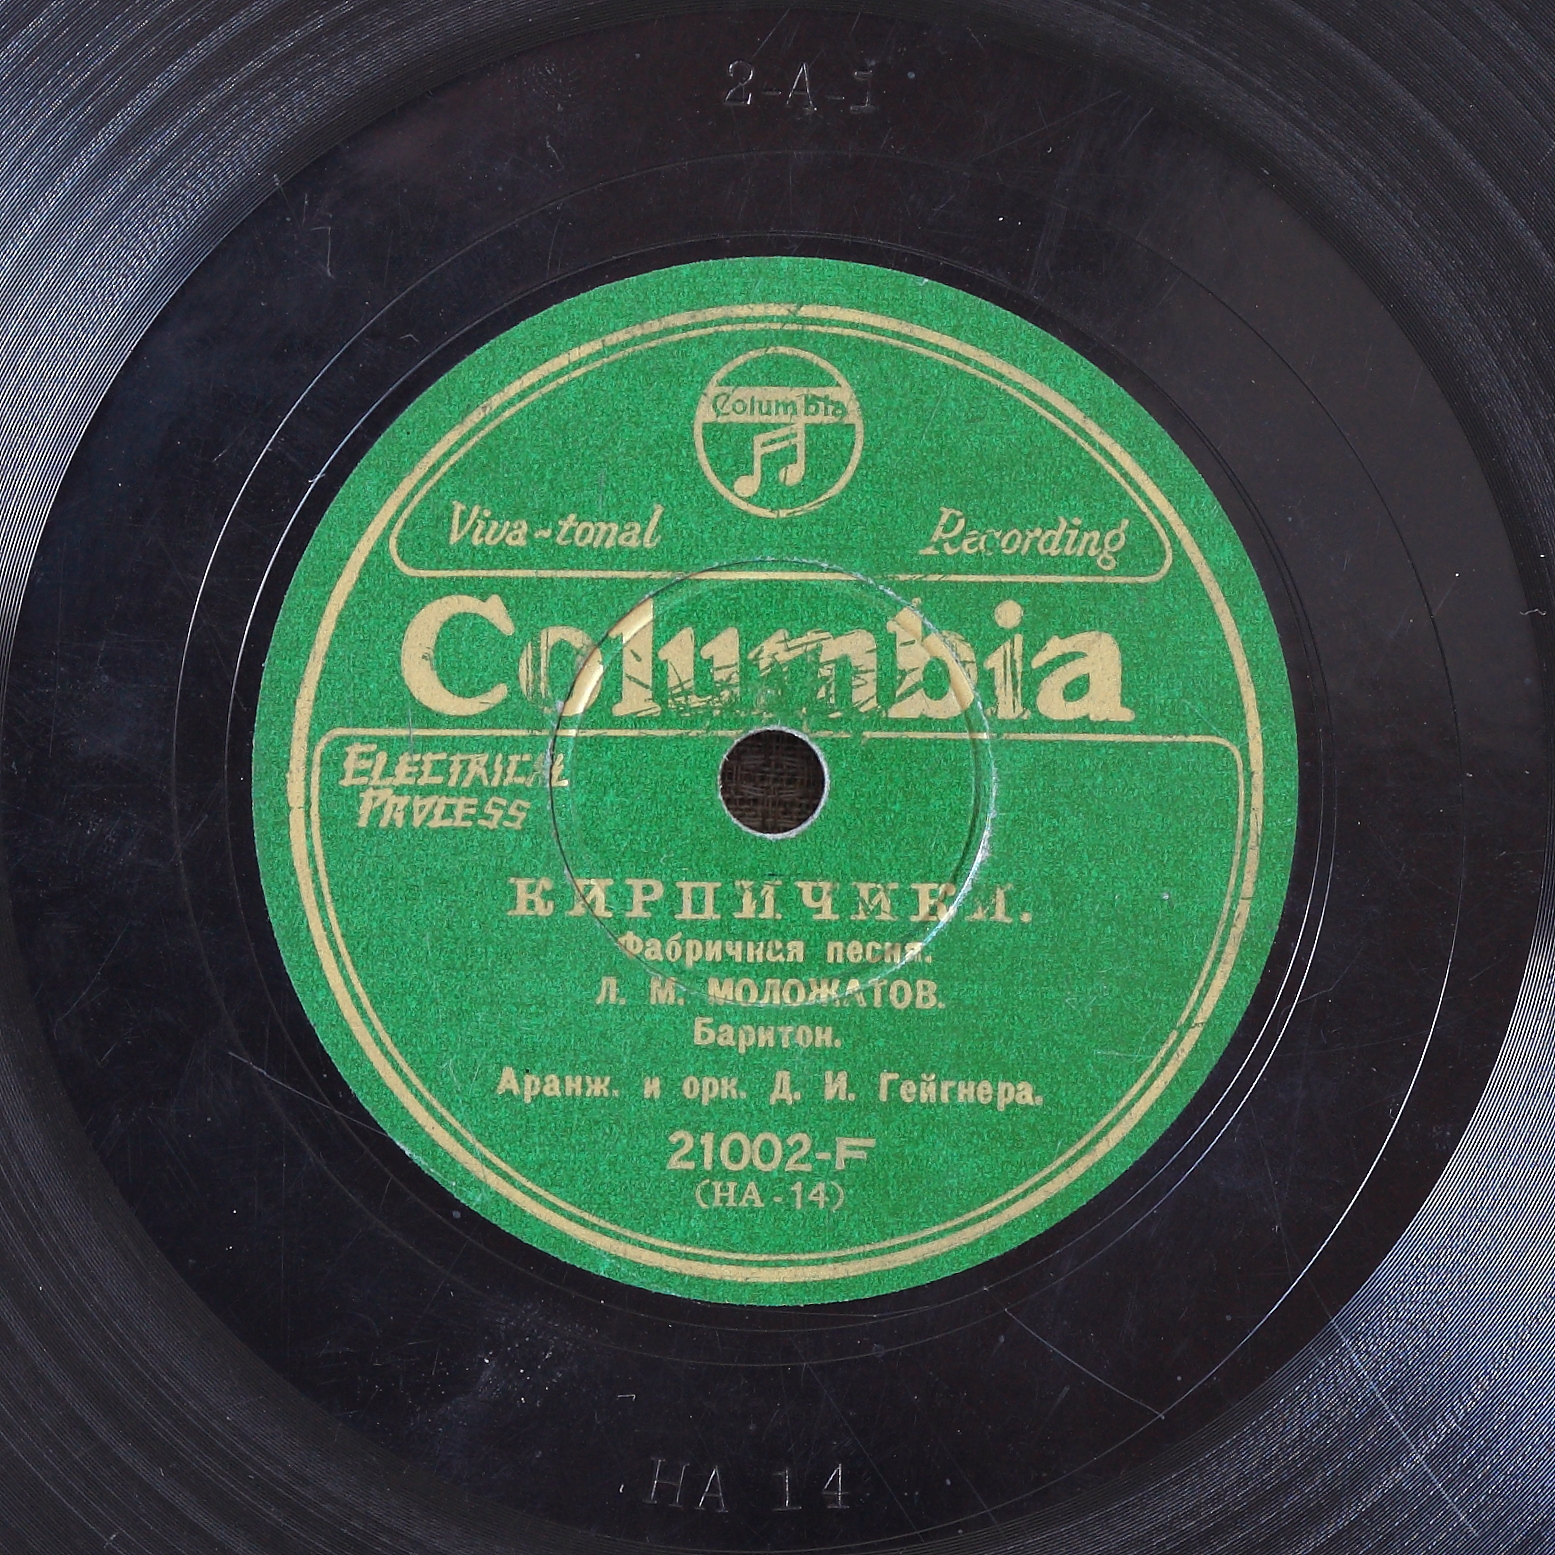 2-A-1
Columbia
Viva-tonal Recording
Columbia
ELECTRICAL
PROCESS
КИРПИЧИКИ.
Фабричная песня.
Л. М. МОЛОЖАТОВ.
Баритон.
Аранж. и орк. Д. И. Гейгнера.
21002-F
(HA-14)
HA 14